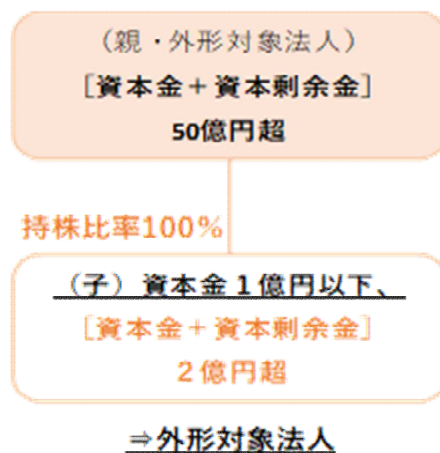 （親・外形対象法人）
［資本金＋資本剰余金］
50億円超
持株比率100%
（子）資本金１億円以下、
［資本金＋資本剰余金］
２億円超
⇒外形対象法人